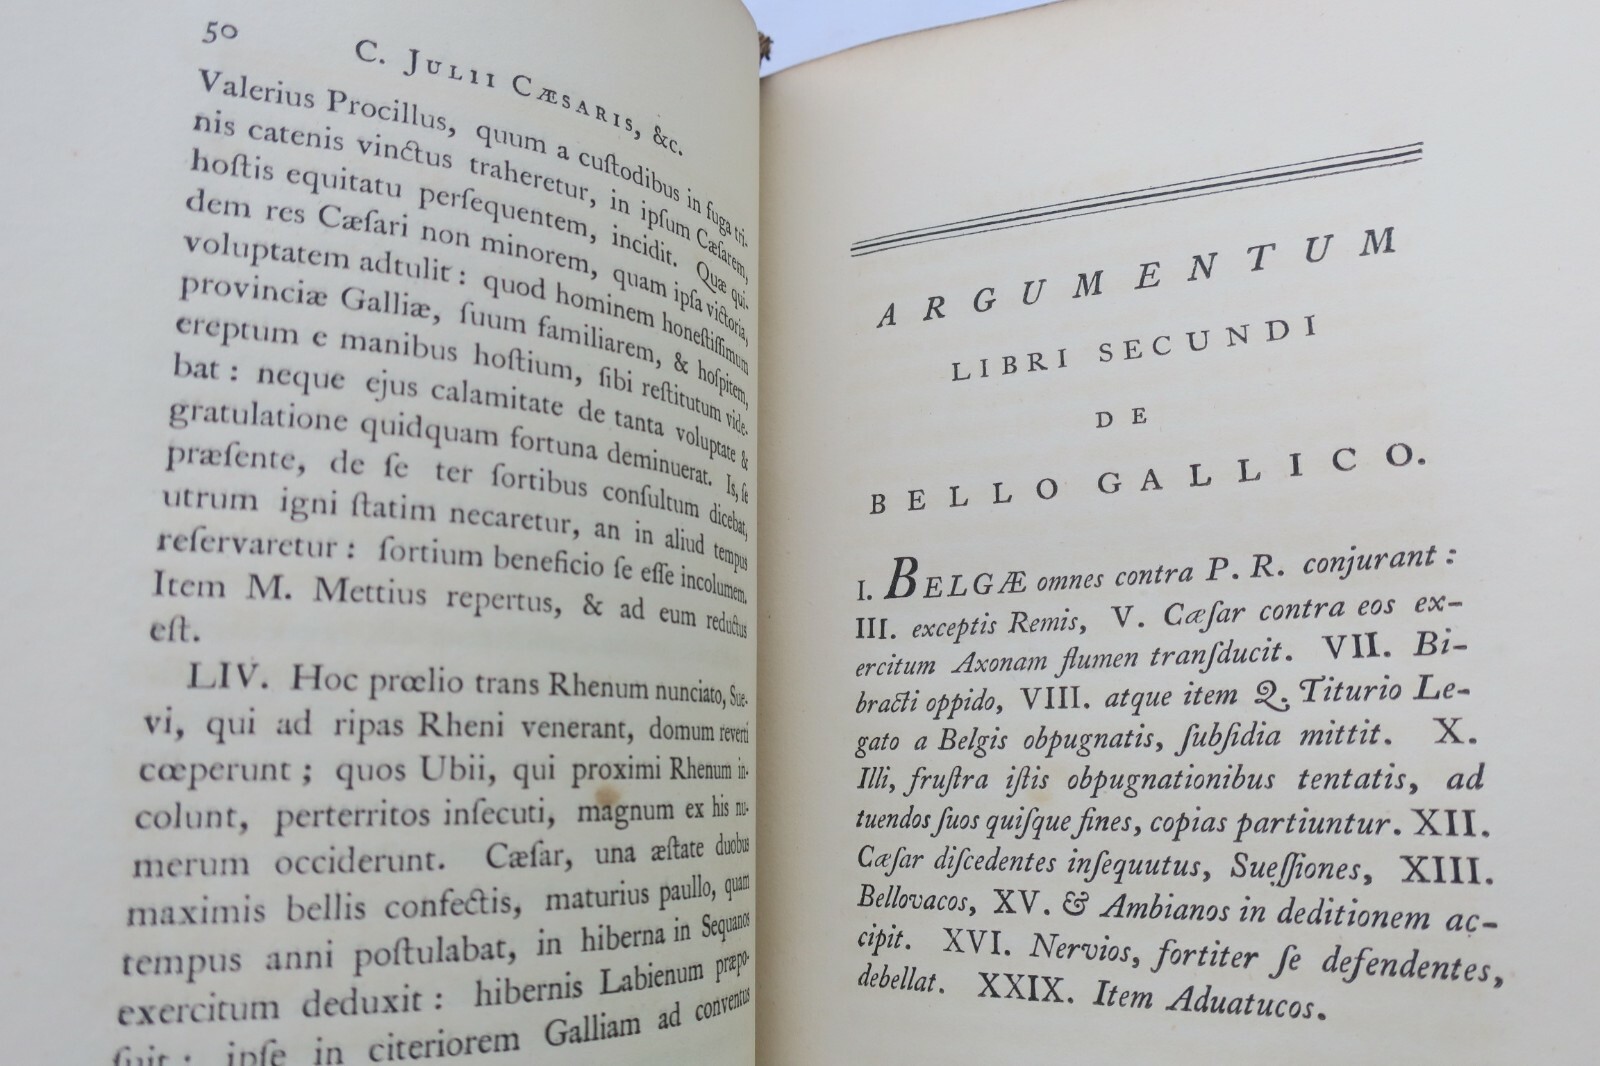 50
C. JULII CÆSARIS, &c.
Valerius Procillus, quum a cuſtodibus in fuga tri-
nis catenis vinctus traheretur, in ipſum Cæſarem,
hoſtis equitatu perſequentem, incidit. Quæ qui-
dem res Cæſari non minorem, quam ipſa victoria,
voluptatem adtulit : quod hominem honeſtiſſimum
provinciæ Galliæ, ſuum familiarem, & hoſpitem,
ereptum e manibus hoſtium, ſibi reſtitutum vide-
bat : neque ejus calamitate de tanta voluptate &
gratulatione quidquam fortuna deminuerat. Is, ſe
præſente, de ſe ter ſortibus conſultum dicebat,
utrum igni ſtatim necaretur, an in aliud tempus
reſervaretur : ſortium beneficio ſe eſſe incolumem.
Item M. Mettius repertus, & ad eum reductus
eſt.
LIV. Hoc prœlio trans Rhenum nunciato, Sue-
vi, qui ad ripas Rheni venerant, domum reverti
cœperunt ; quos Ubii, qui proximi Rhenum in-
colunt, perterritos inſecuti, magnum ex his nu-
merum occiderunt. Cæſar, una æſtate duobus
maximis bellis confectis, maturius paullo, quam
tempus anni poſtulabat, in hiberna in Sequanos
exercitum deduxit : hibernis Labienum præpo-
ſuit : ipſe in citeriorem Galliam ad conventus
ARGUMENTUM
LIBRI SECUNDI
DE
BELLO GALLICO.
I. BELGÆ omnes contra P. R. conjurant :
III. exceptis Remis, V. Cæſar contra eos ex-
ercitum Axonam flumen tranſducit. VII. Bi-
bracti oppido, VIII. atque item Q. Titurio Le-
gato a Belgis obpugnatis, ſubſidia mittit. X.
Illi, fruſtra iſtis obpugnationibus tentatis, ad
tuendos ſuos quiſque fines, copias partiuntur. XII.
Cæſar diſcedentes inſequutus, Sueſſiones, XIII.
Bellovacos, XV. & Ambianos in deditionem ac-
cipit. XVI. Nervios, fortiter ſe defendentes,
debellat. XXIX. Item Aduatucos.